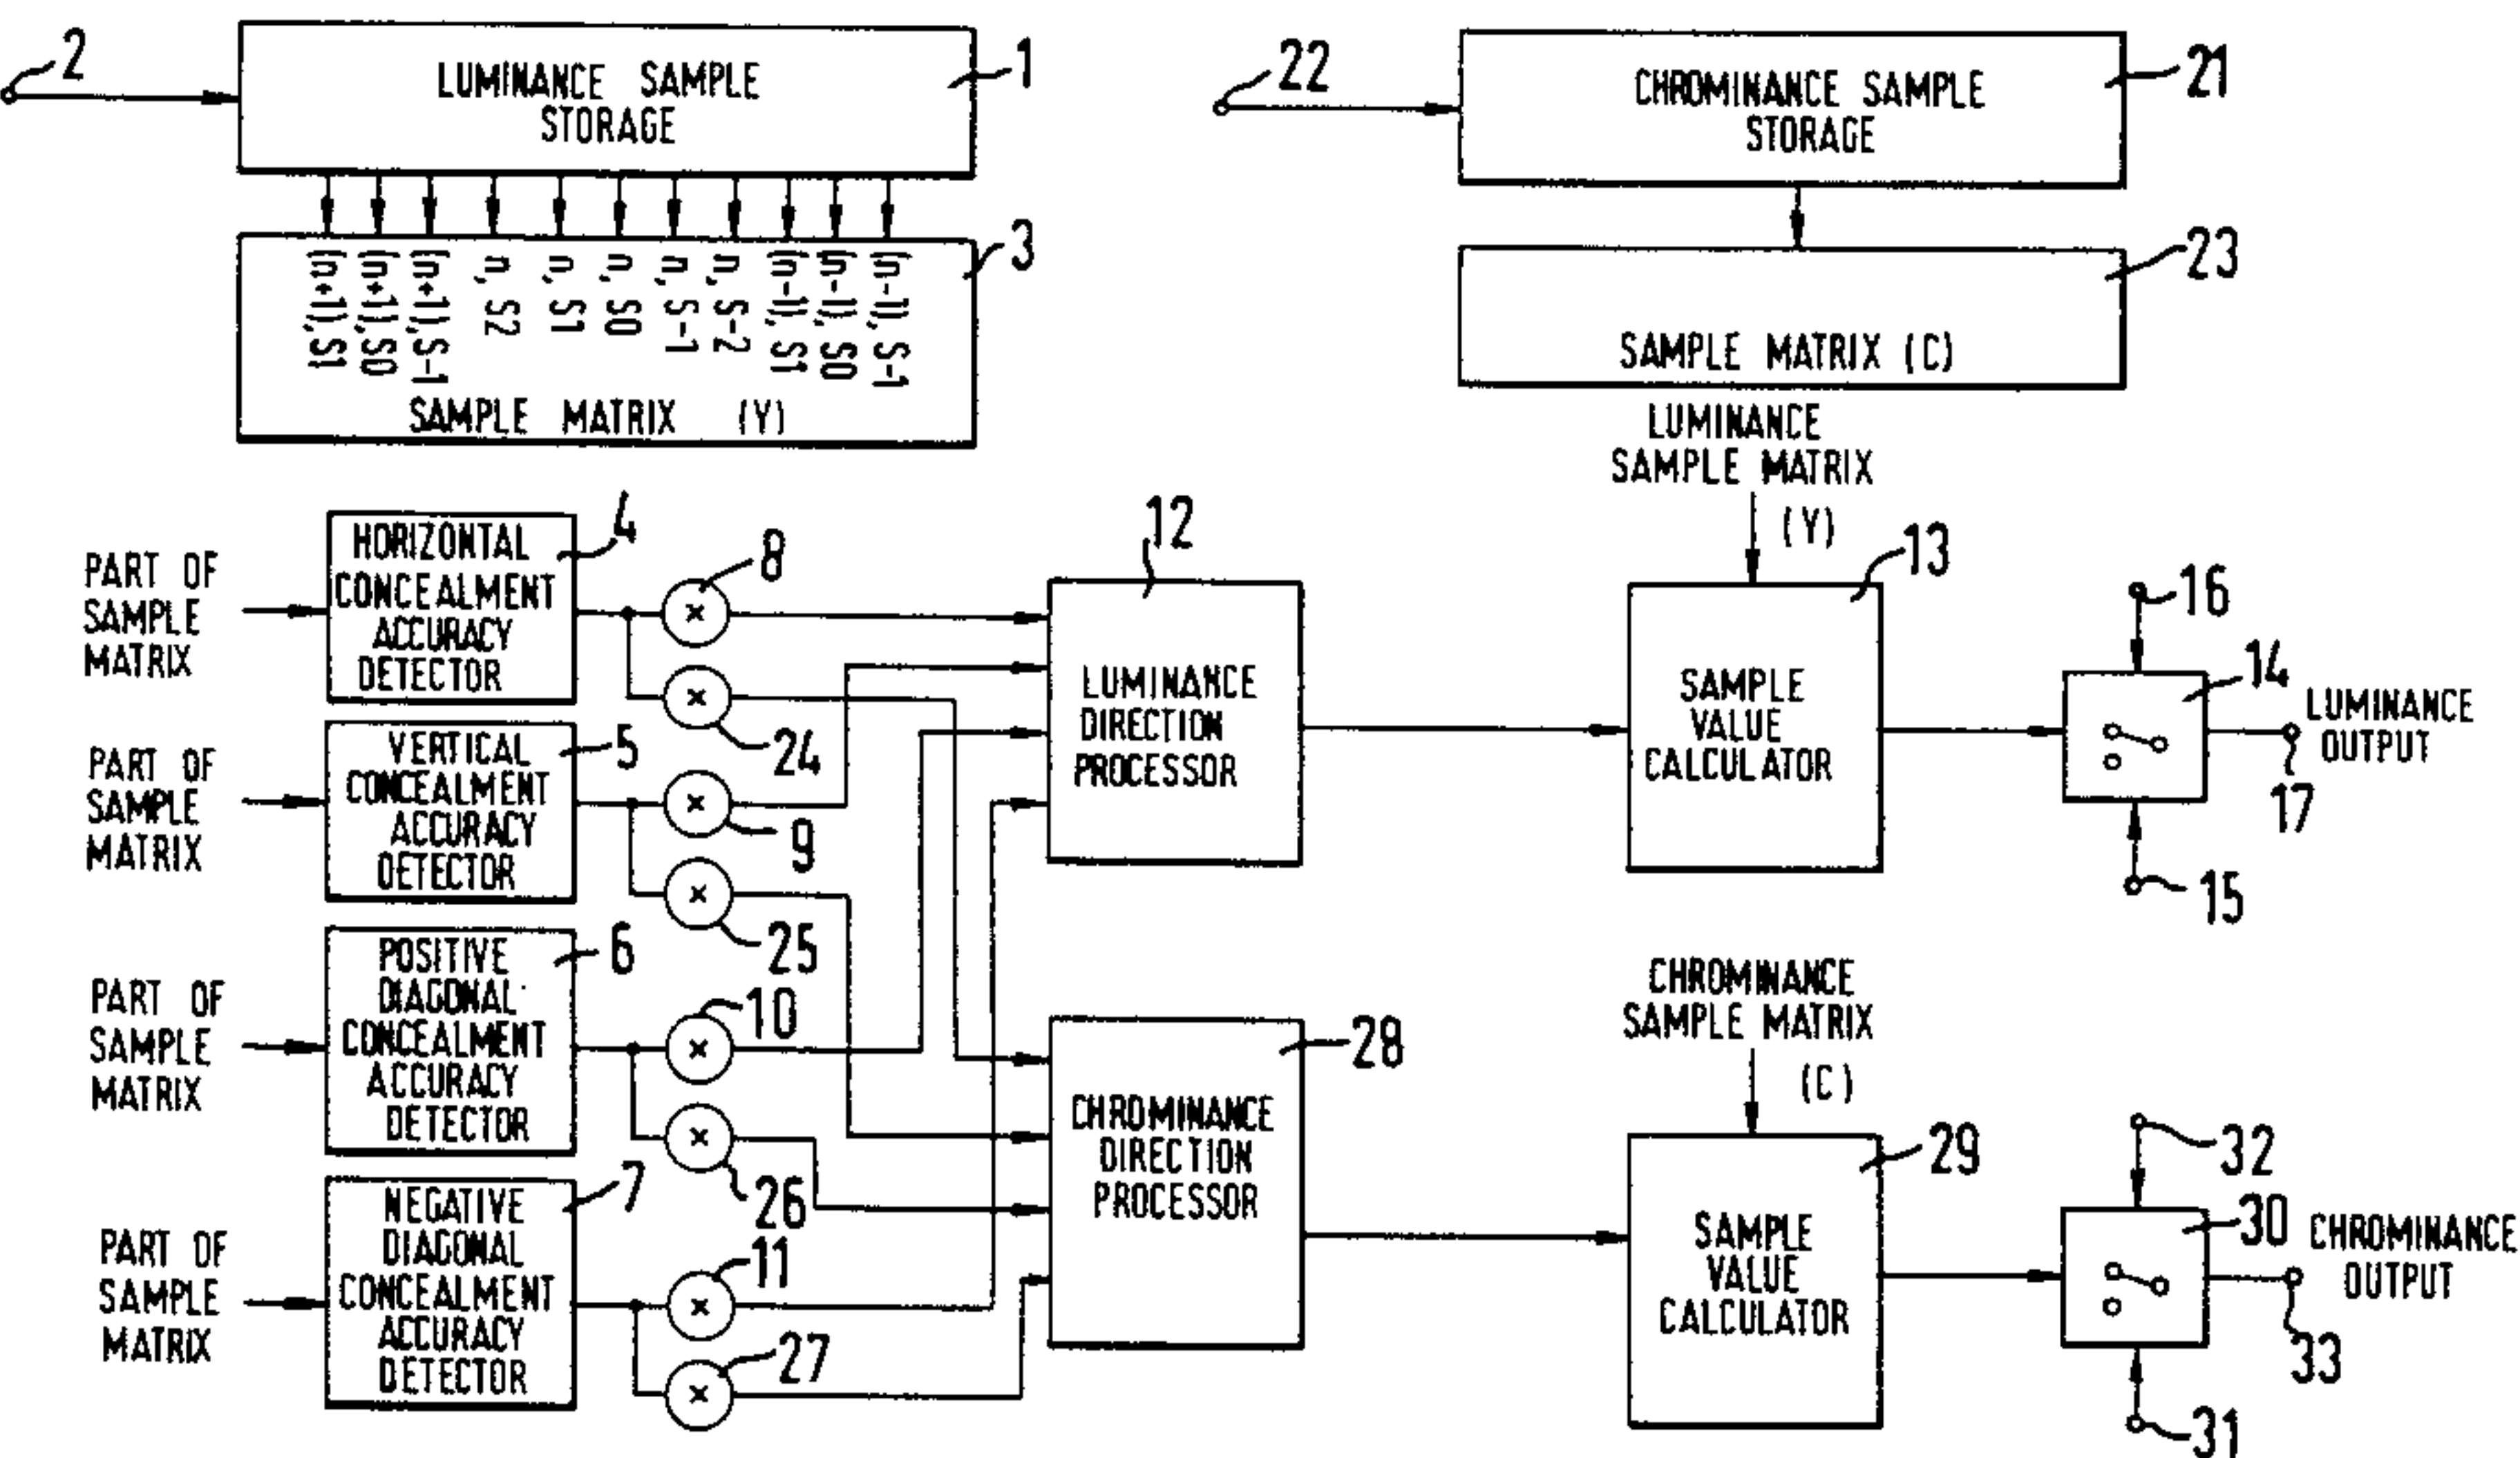 2
LUMINANCE SAMPLE
STORAGE
1
(n+1), S1
(n+1), S0
(n+1), S-1
n, S2
n, S1
n, S0
n, S-1
n, S-2
(n-1), S1
(n-1), S0
(n-1), S-1
SAMPLE MATRIX (Y)
3
22
CHROMINANCE SAMPLE
STORAGE
21
23
SAMPLE MATRIX (C)
PART OF
SAMPLE
MATRIX
HORIZONTAL
CONCEALMENT
ACCURACY
DETECTOR
4
8
24
PART OF
SAMPLE
MATRIX
VERTICAL
CONCEALMENT
ACCURACY
DETECTOR
5
9
25
PART OF
SAMPLE
MATRIX
POSITIVE
DIAGONAL
CONCEALMENT
ACCURACY
DETECTOR
6
10
26
PART OF
SAMPLE
MATRIX
NEGATIVE
DIAGONAL
CONCEALMENT
ACCURACY
DETECTOR
7
11
27
12
LUMINANCE
DIRECTION
PROCESSOR
LUMINANCE
SAMPLE MATRIX
(Y)
13
SAMPLE
VALUE
CALCULATOR
16
14
LUMINANCE
OUTPUT
17
15
28
CHROMINANCE
DIRECTION
PROCESSOR
CHROMINANCE
SAMPLE MATRIX
(C)
29
SAMPLE
VALUE
CALCULATOR
32
30
CHROMINANCE
OUTPUT
33
31